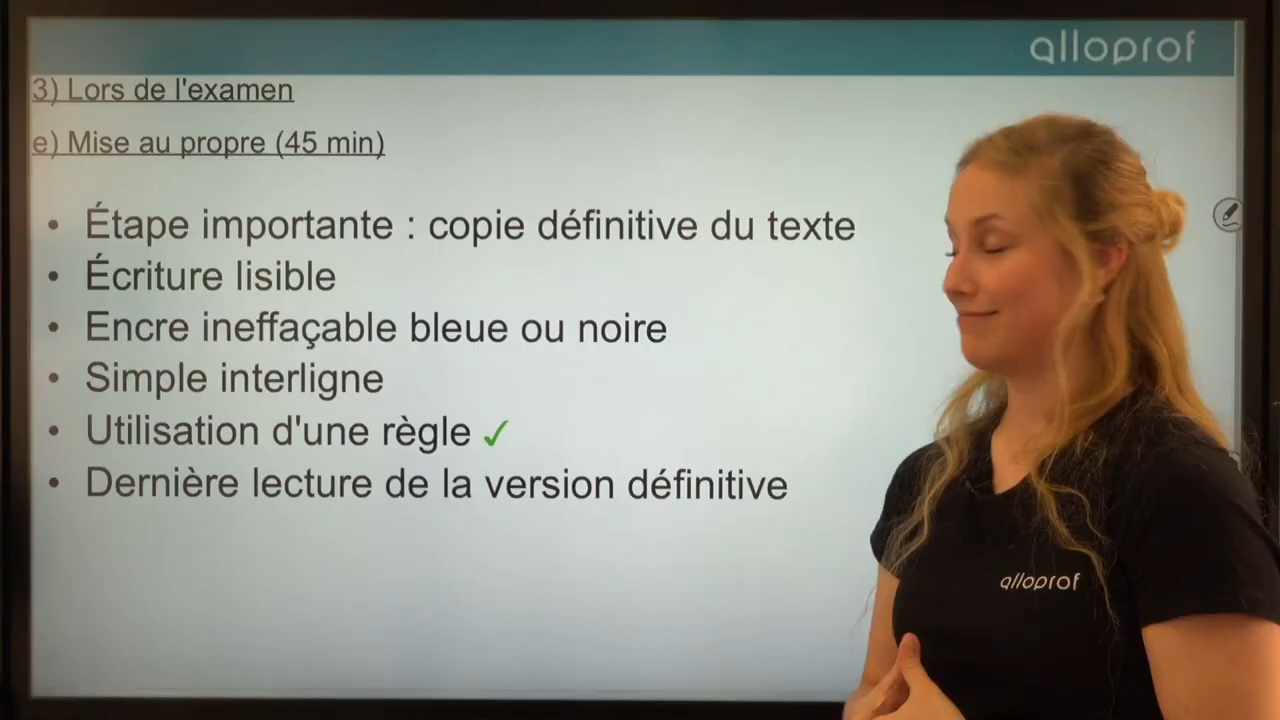 alloprof
3) Lors de l'examen
e) Mise au propre (45 min)
• Étape importante : copie définitive du texte
• Écriture lisible
• Encre ineffaçable bleue ou noire
• Simple interligne
• Utilisation d'une règle ✓
• Dernière lecture de la version définitive
alloprof